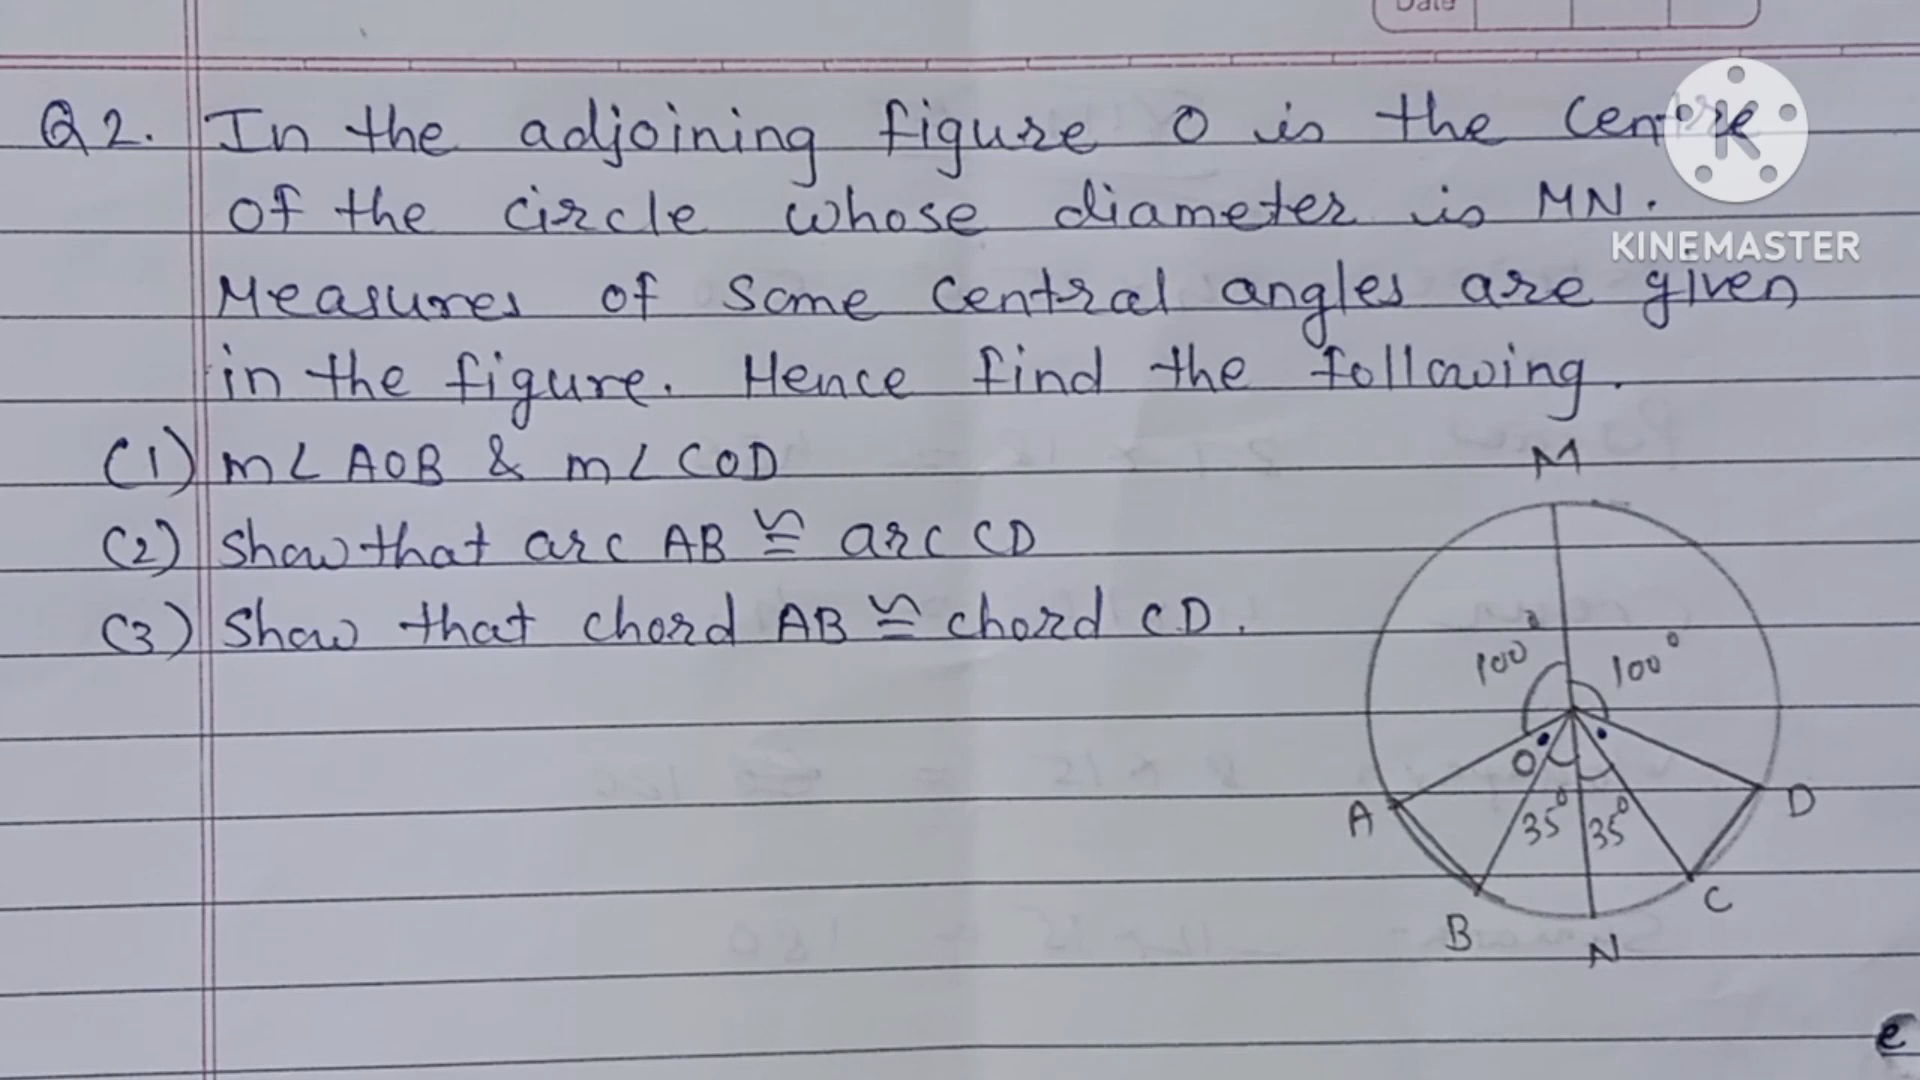 Date
Q2. In the adjoining figure O is the centre
of the circle whose diameter is MN.
KINEMASTER
Measures of some central angles are given
in the figure. Hence find the following.
(1) m∠AOB & m∠COD
M
(2) Show that arc AB ≅ arc CD
(3) Show that chord AB ≅ chord CD.
100° 100°
O
A 35° 35° D
B C
N
e